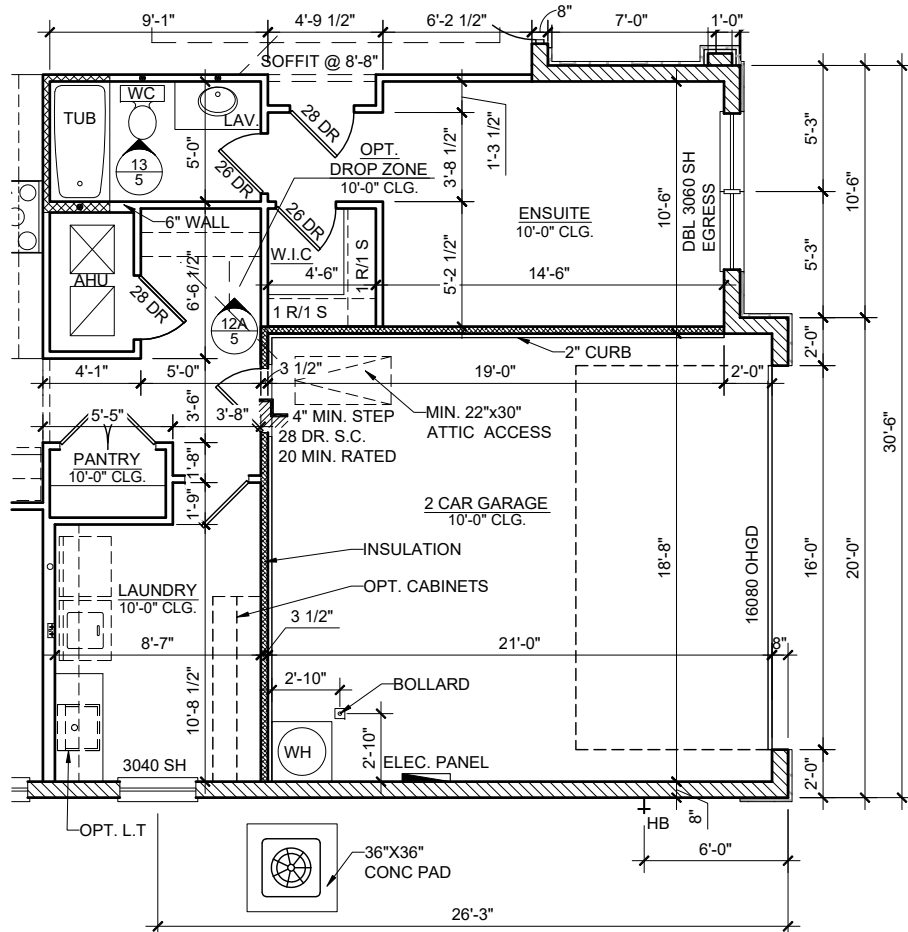 9'-1"
4'-9 1/2"
6'-2 1/2"
8"
7'-0"
1'-0"
SOFFIT @ 8'-8"
WC
TUB
LAV.
28 DR
13
5
5'-0"
26 DR
OPT.
DROP ZONE
10'-0" CLG.
3'-8 1/2"
1'-3 1/2"
5'-3"
10'-6"
DBL 3060 SH
EGRESS
5'-3"
10'-6"
6" WALL
26 DR
ENSUITE
10'-0" CLG.
W.I.C
4'-6"
1 R/1 S
5'-2 1/2"
14'-6"
AHU
28 DR
6'-6 1/2"
12A
5
1 R/1 S
2'-0"
2" CURB
4'-1"
5'-0"
3 1/2"
19'-0"
2'-0"
5'-5"
3'-8"
3'-6"
4" MIN. STEP
28 DR. S.C.
20 MIN. RATED
MIN. 22"x30"
ATTIC ACCESS
30'-6"
PANTRY
10'-0" CLG.
1'-8"
1'-9"
2 CAR GARAGE
10'-0" CLG.
INSULATION
OPT. CABINETS
18'-8"
16080 OHGD
16'-0"
20'-0"
LAUNDRY
10'-0" CLG.
3 1/2"
8'-7"
21'-0"
8"
2'-10"
BOLLARD
10'-8 1/2"
2'-10"
WH
ELEC. PANEL
3040 SH
2'-0"
OPT. L.T
HB
8"
36"X36"
CONC PAD
6'-0"
26'-3"